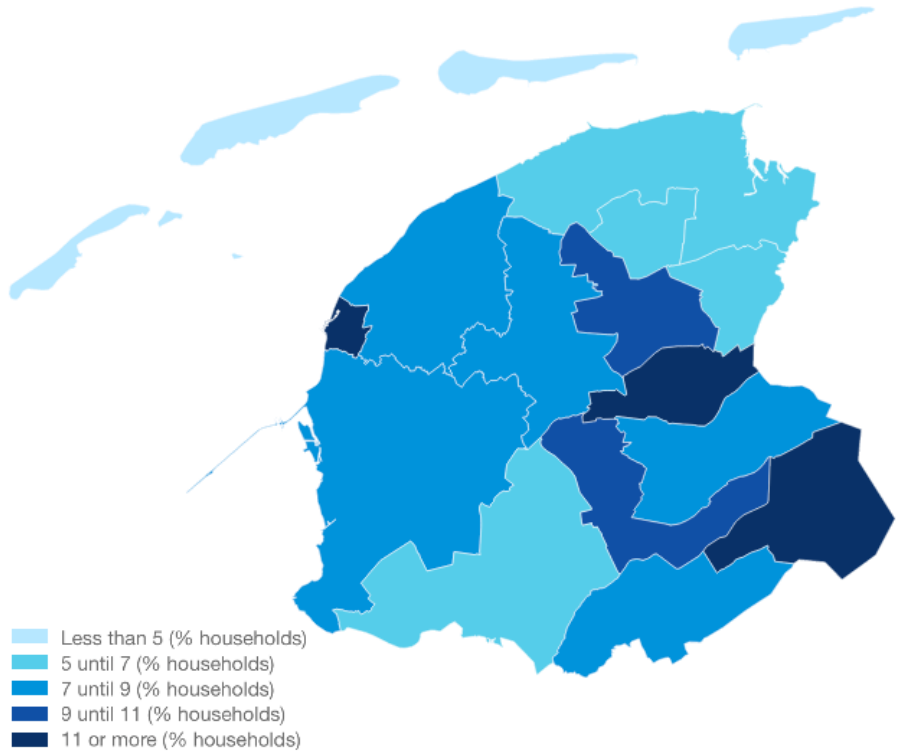 Less than 5 (% households)
5 until 7 (% households)
7 until 9 (% households)
9 until 11 (% households)
11 or more (% households)